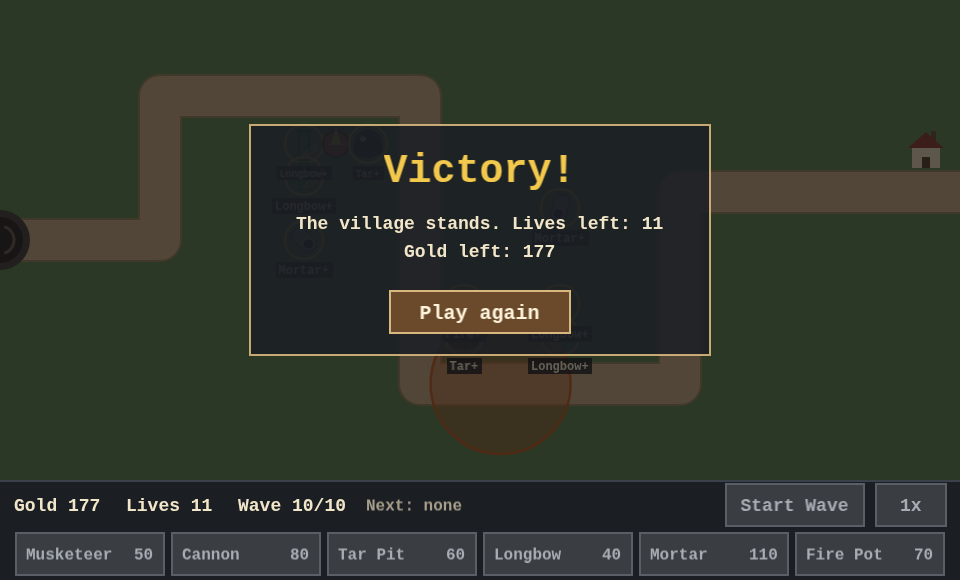 Longbow+ Tar+
Victory!
Longbow+
The village stands. Lives left: 11
Mortar+
Gold left: 177
Mortar+
Play again
Longbow+
Tar+ Longbow+
Gold 177 Lives 11 Wave 10/10 Next: none Start Wave 1x
Musketeer 50 Cannon 80 Tar Pit 60 Longbow 40 Mortar 110 Fire Pot 70